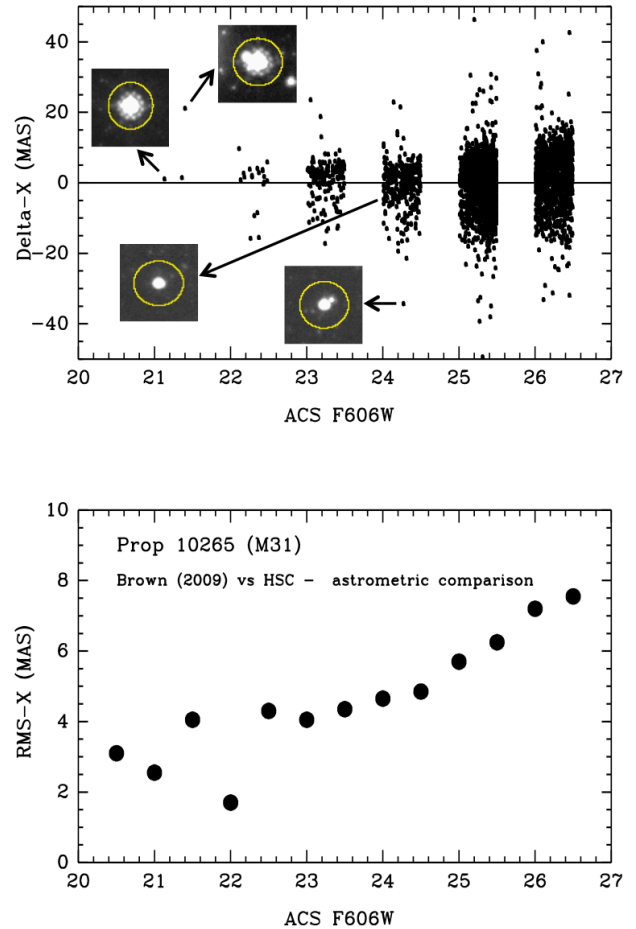 40
20
0
-20
-40
Delta-X (MAS)
20 21 22 23 24 25 26 27
ACS F606W
10
8
6
4
2
0
RMS-X (MAS)
Prop 10265 (M31)
Brown (2009) vs HSC - astrometric comparison
20 21 22 23 24 25 26 27
ACS F606W